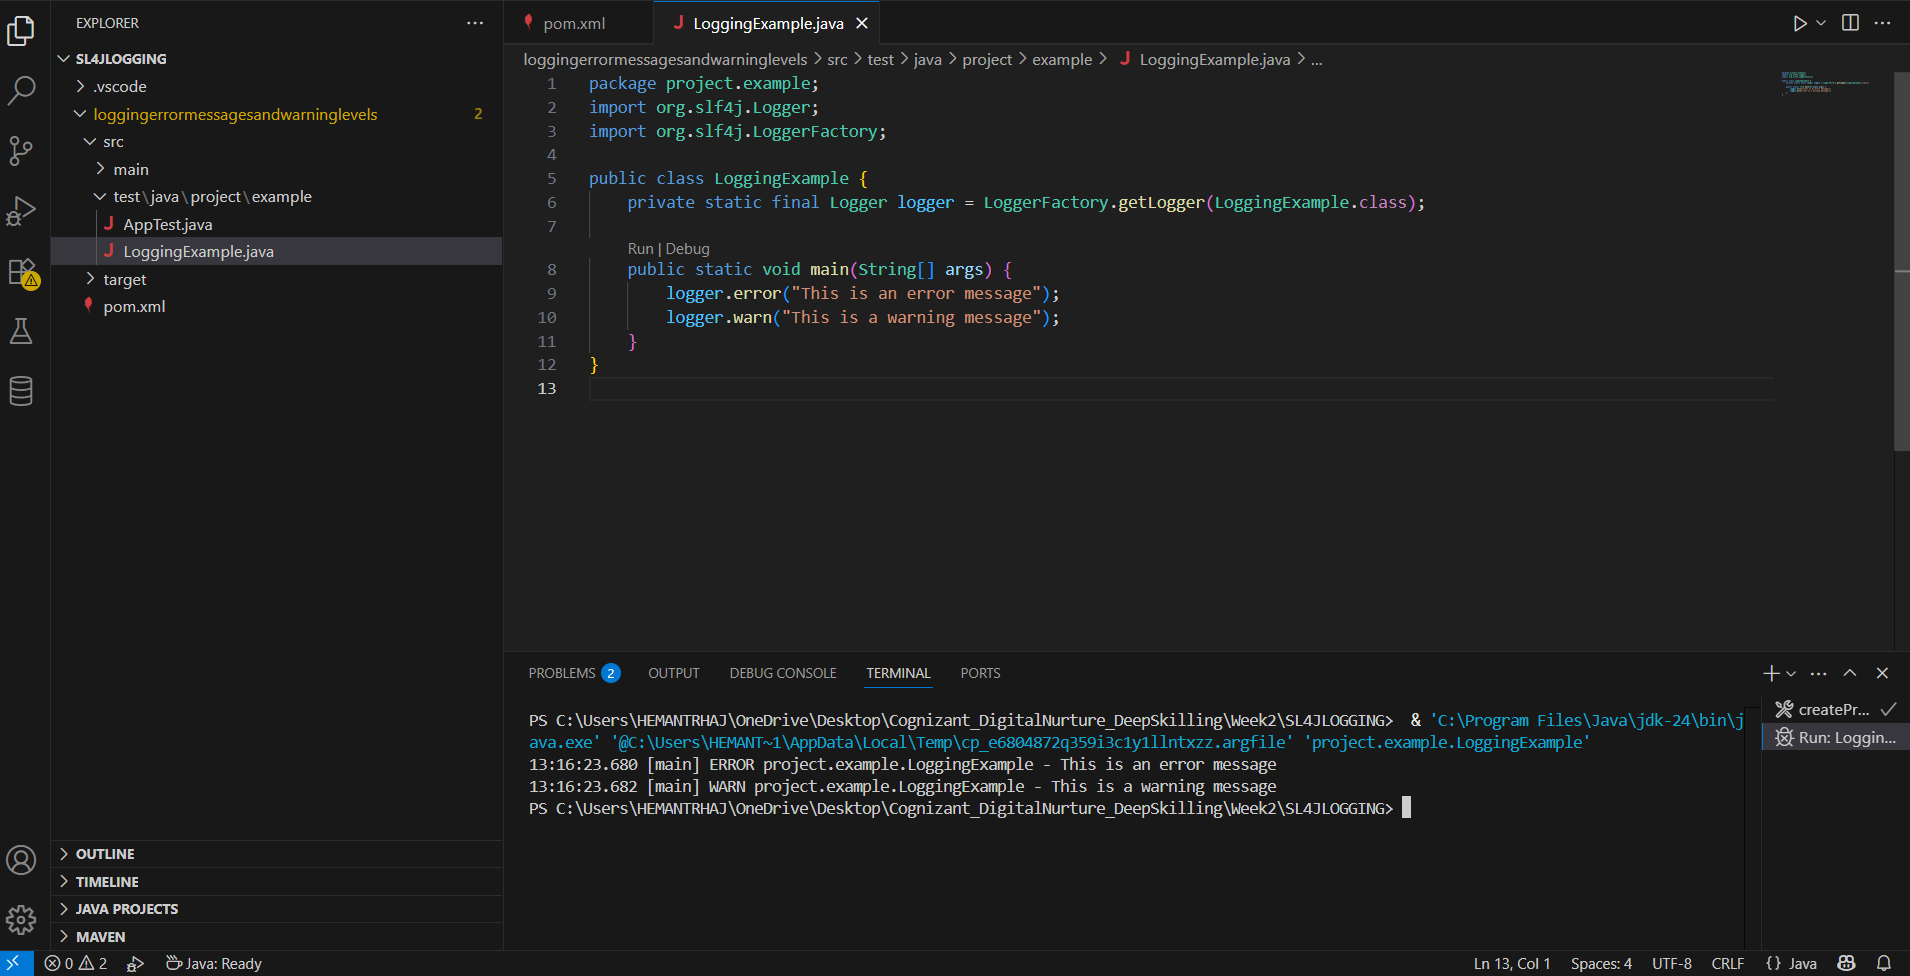 EXPLORER
SL4JLOGGING
.vscode
loggingerrormessagesandwarninglevels 2
src
main
test\java\project\example
AppTest.java
LoggingExample.java
target
pom.xml
OUTLINE
TIMELINE
JAVA PROJECTS
MAVEN
pom.xml
LoggingExample.java
loggingerrormessagesandwarninglevels > src > test > java > project > example > LoggingExample.java > ...
1 package project.example;
2 import org.slf4j.Logger;
3 import org.slf4j.LoggerFactory;
4
5 public class LoggingExample {
6 private static final Logger logger = LoggerFactory.getLogger(LoggingExample.class);
7
Run | Debug
8 public static void main(String[] args) {
9 logger.error("This is an error message");
10 logger.warn("This is a warning message");
11 }
12 }
13
PROBLEMS 2 OUTPUT DEBUG CONSOLE TERMINAL PORTS
PS C:\Users\HEMANTRHAJ\OneDrive\Desktop\Cognizant_DigitalNurture_DeepSkilling\Week2\SL4JLOGGING> & 'C:\Program Files\Java\jdk-24\bin\j
ava.exe' '@C:\Users\HEMANT~1\AppData\Local\Temp\cp_e6804872q359i3c1y1llntxzz.argfile' 'project.example.LoggingExample'
13:16:23.680 [main] ERROR project.example.LoggingExample - This is an error message
13:16:23.682 [main] WARN project.example.LoggingExample - This is a warning message
PS C:\Users\HEMANTRHAJ\OneDrive\Desktop\Cognizant_DigitalNurture_DeepSkilling\Week2\SL4JLOGGING>
createPr...
Run: Loggin...
0 2 Java: Ready
Ln 13, Col 1 Spaces: 4 UTF-8 CRLF {} Java